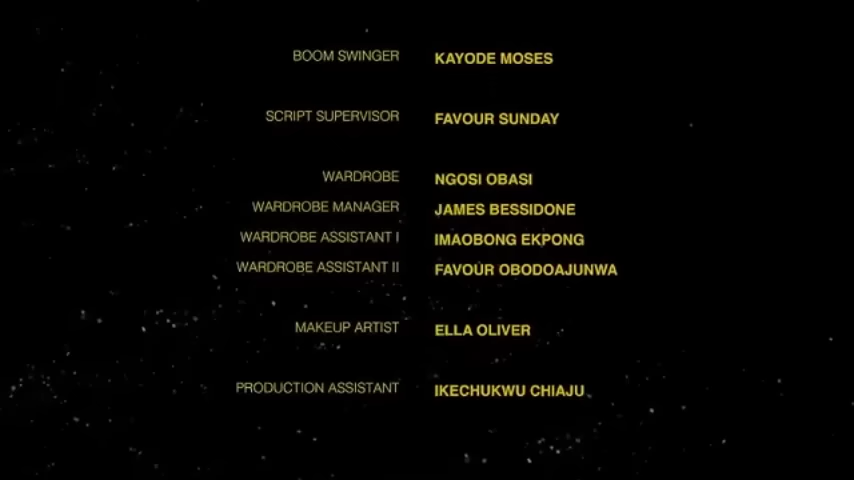 BOOM SWINGER KAYODE MOSES
SCRIPT SUPERVISOR FAVOUR SUNDAY
WARDROBE NGOSI OBASI
WARDROBE MANAGER JAMES BESSIDONE
WARDROBE ASSISTANT I IMAOBONG EKPONG
WARDROBE ASSISTANT II FAVOUR OBODOAJUNWA
MAKEUP ARTIST ELLA OLIVER
PRODUCTION ASSISTANT IKECHUKWU CHIAJU